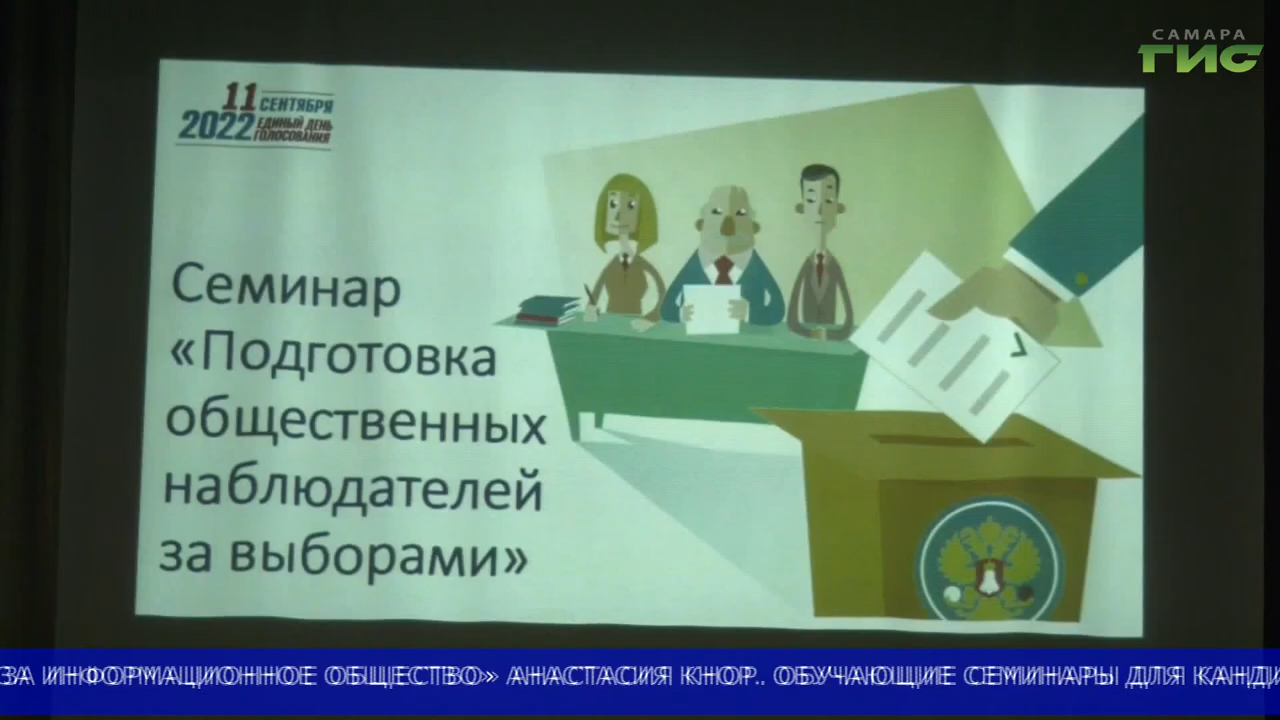 САМАРА
ГИС
11 СЕНТЯБРЯ
2022 ЕДИНЫЙ ДЕНЬ
ГОЛОСОВАНИЯ
Семинар
«Подготовка
общественных
наблюдателей
за выборами»
ЗА ИНФОРМАЦИОННОЕ ОБЩЕСТВО» АНАСТАСИЯ КНОР.. ОБУЧАЮЩИЕ СЕМИНАРЫ ДЛЯ КАНДИ